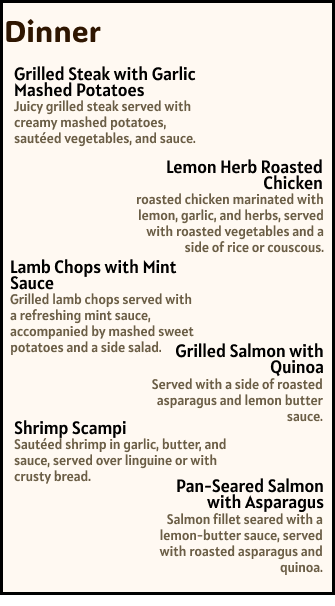 Dinner
Grilled Steak with Garlic
Mashed Potatoes
Juicy grilled steak served with
creamy mashed potatoes,
sautéed vegetables, and sauce.
Lemon Herb Roasted
Chicken
roasted chicken marinated with
lemon, garlic, and herbs, served
with roasted vegetables and a
side of rice or couscous.
Lamb Chops with Mint
Sauce
Grilled lamb chops served with
a refreshing mint sauce,
accompanied by mashed sweet
potatoes and a side salad.
Grilled Salmon with
Quinoa
Served with a side of roasted
asparagus and lemon butter
sauce.
Shrimp Scampi
Sautéed shrimp in garlic, butter, and
sauce, served over linguine or with
crusty bread.
Pan-Seared Salmon
with Asparagus
Salmon fillet seared with a
lemon-butter sauce, served
with roasted asparagus and
quinoa.